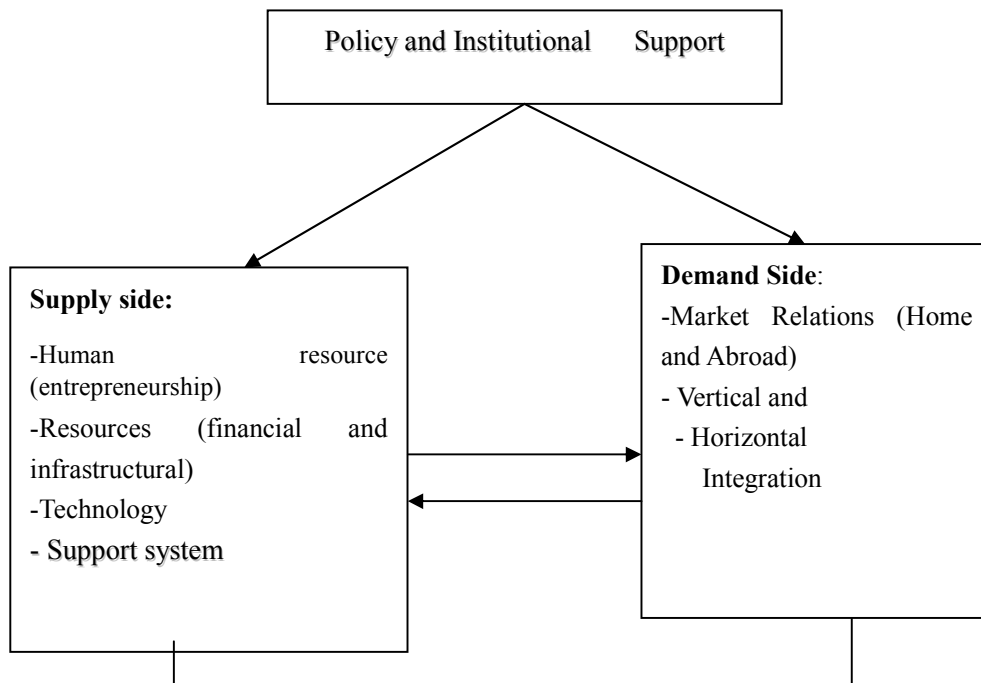 Policy and Institutional Support
Supply side:
-Human resource
(entrepreneurship)
-Resources (financial and
infrastructural)
-Technology
- Support system
Demand Side:
-Market Relations (Home
and Abroad)
- Vertical and
- Horizontal
Integration